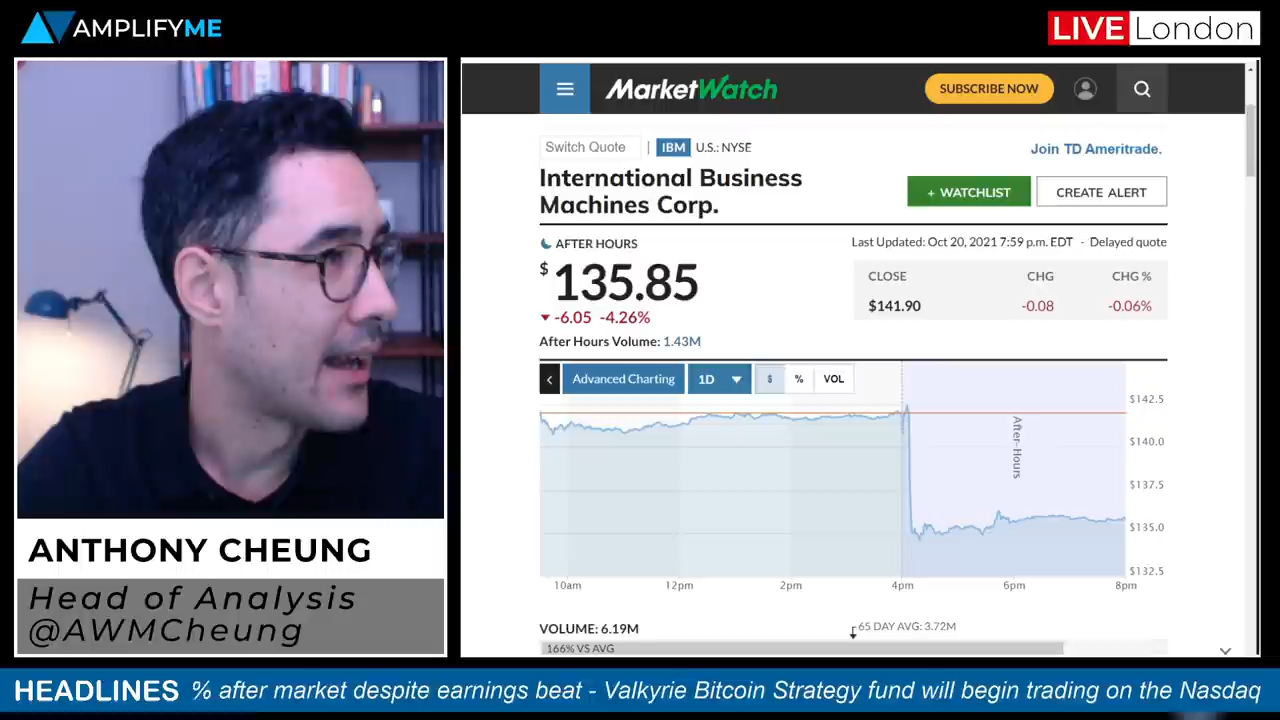 AMPLIFYME
LIVE London
MarketWatch
SUBSCRIBE NOW
Switch Quote | IBM U.S.: NYSE
Join TD Ameritrade.
International Business
Machines Corp.
+ WATCHLIST
CREATE ALERT
AFTER HOURS
Last Updated: Oct 20, 2021 7:59 p.m. EDT - Delayed quote
$ 135.85
CLOSE CHG CHG %
$141.90 -0.08 -0.06%
-6.05 -4.26%
After Hours Volume: 1.43M
Advanced Charting 1D $ % VOL
$142.5
After-Hours
$140.0
$137.5
$135.0
$132.5
10am 12pm 2pm 4pm 6pm 8pm
VOLUME: 6.19M
65 DAY AVG: 3.72M
166% VS AVG
ANTHONY CHEUNG
Head of Analysis
@AWMCheung
HEADLINES % after market despite earnings beat - Valkyrie Bitcoin Strategy fund will begin trading on the Nasdaq